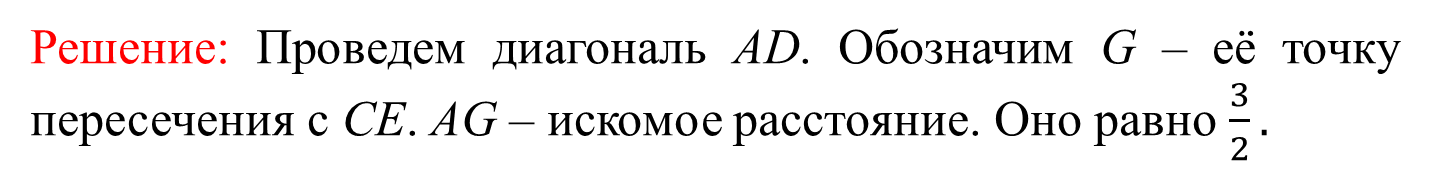 Решение: Проведем диагональ AD. Обозначим G – её точку
пересечения с CE. AG – искомое расстояние. Оно равно 3/2.